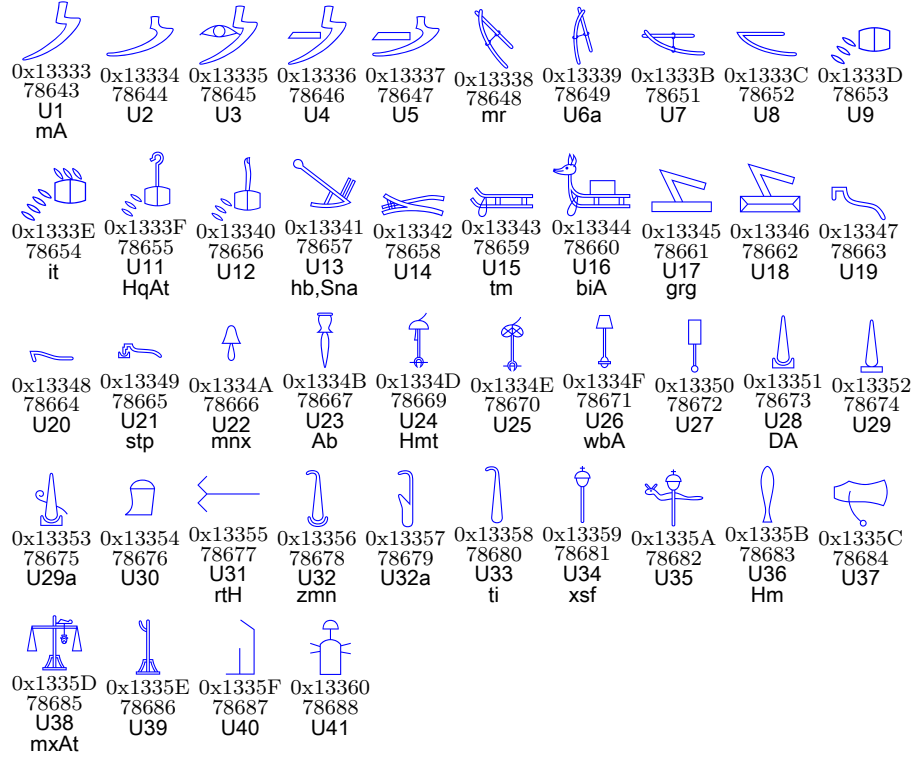 0x13333 0x13334 0x13335 0x13336 0x13337 0x13338 0x13339 0x1333B 0x1333C 0x1333D
78643 78644 78645 78646 78647 78648 78649 78651 78652 78653
U1 U2 U3 U4 U5 mr U6a U7 U8 U9
mA
0x1333E 0x1333F 0x13340 0x13341 0x13342 0x13343 0x13344 0x13345 0x13346 0x13347
78654 78655 78656 78657 78658 78659 78660 78661 78662 78663
it U11 U12 U13 U14 U15 U16 U17 U18 U19
HqAt hb,Sna tm biA grg
0x13348 0x13349 0x1334A 0x1334B 0x1334D 0x1334E 0x1334F 0x13350 0x13351 0x13352
78664 78665 78666 78667 78669 78670 78671 78672 78673 78674
U20 U21 U22 U23 U24 U25 U26 U27 U28 U29
stp mnx Ab Hmt wbA DA
0x13353 0x13354 0x13355 0x13356 0x13357 0x13358 0x13359 0x1335A 0x1335B 0x1335C
78675 78676 78677 78678 78679 78680 78681 78682 78683 78684
U29a U30 U31 U32 U32a U33 U34 U35 U36 U37
rtH zmn ti xsf Hm
0x1335D 0x1335E 0x1335F 0x13360
78685 78686 78687 78688
U38 U39 U40 U41
mxAt